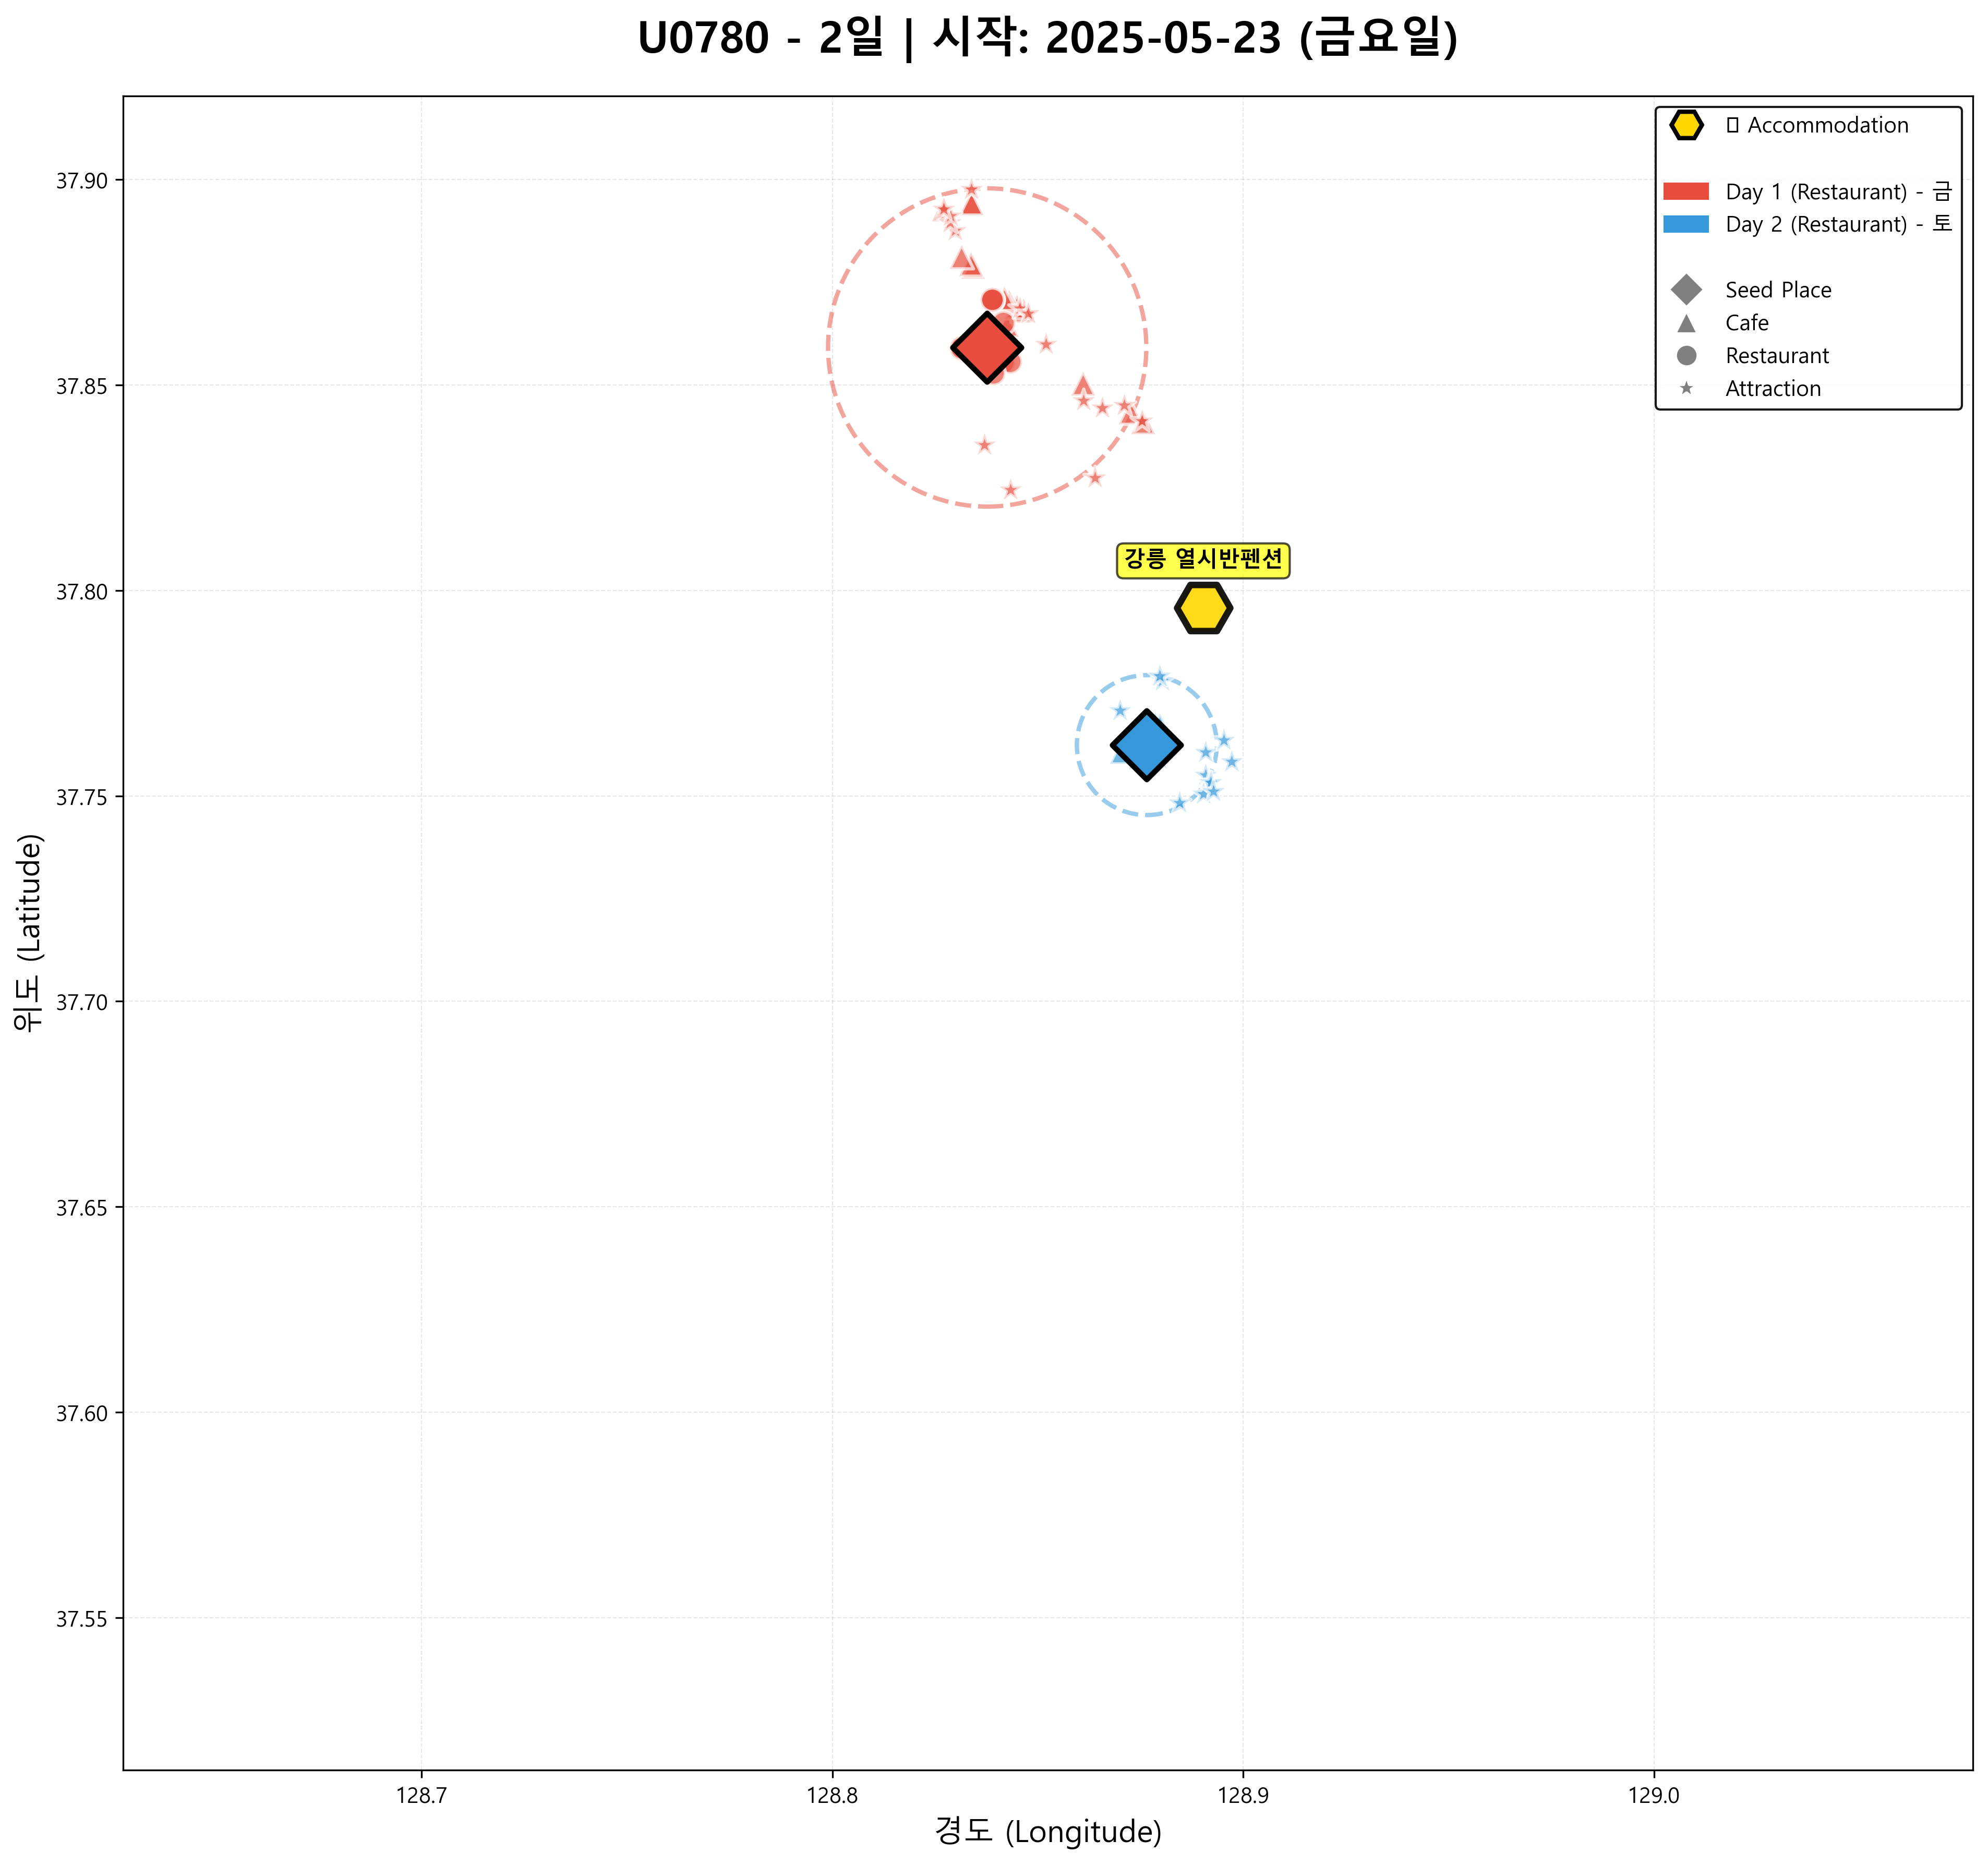 U0780 - 2일 | 시작: 2025-05-23 (금요일)
Accommodation
Day 1 (Restaurant) - 금
Day 2 (Restaurant) - 토
Seed Place
Cafe
Restaurant
Attraction
강릉 열시반펜션
위도 (Latitude)
37.90
37.85
37.80
37.75
37.70
37.65
37.60
37.55
128.7
128.8
128.9
129.0
경도 (Longitude)